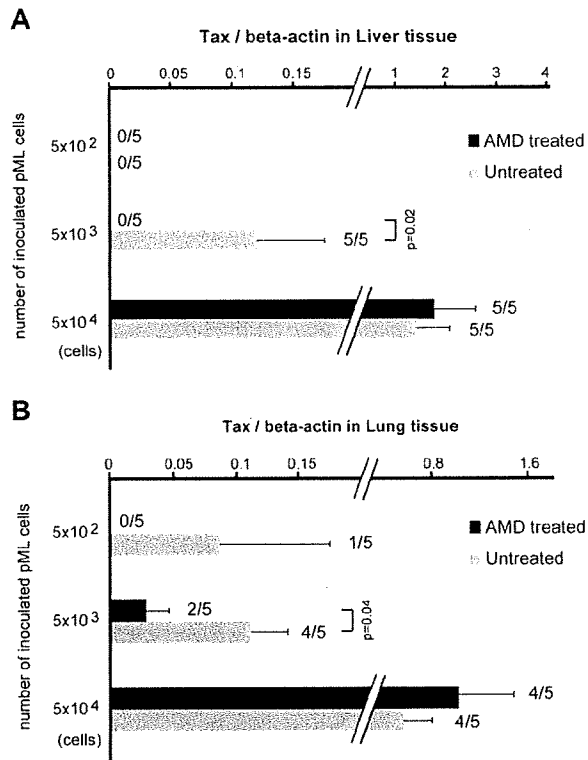 A
Tax / beta-actin in Liver tissue
0 0.05 0.1 0.15 1 2 3 4
number of inoculated pML cells
5x10²
0/5
0/5
AMD treated
Untreated
5x10³
0/5
5/5
p=0.02
5x10⁴
(cells)
5/5
5/5
B
Tax / beta-actin in Lung tissue
0 0.05 0.1 0.15 0.8 1.6
number of inoculated pML cells
5x10²
0/5
1/5
AMD treated
Untreated
5x10³
2/5
4/5
p=0.04
5x10⁴
(cells)
4/5
4/5